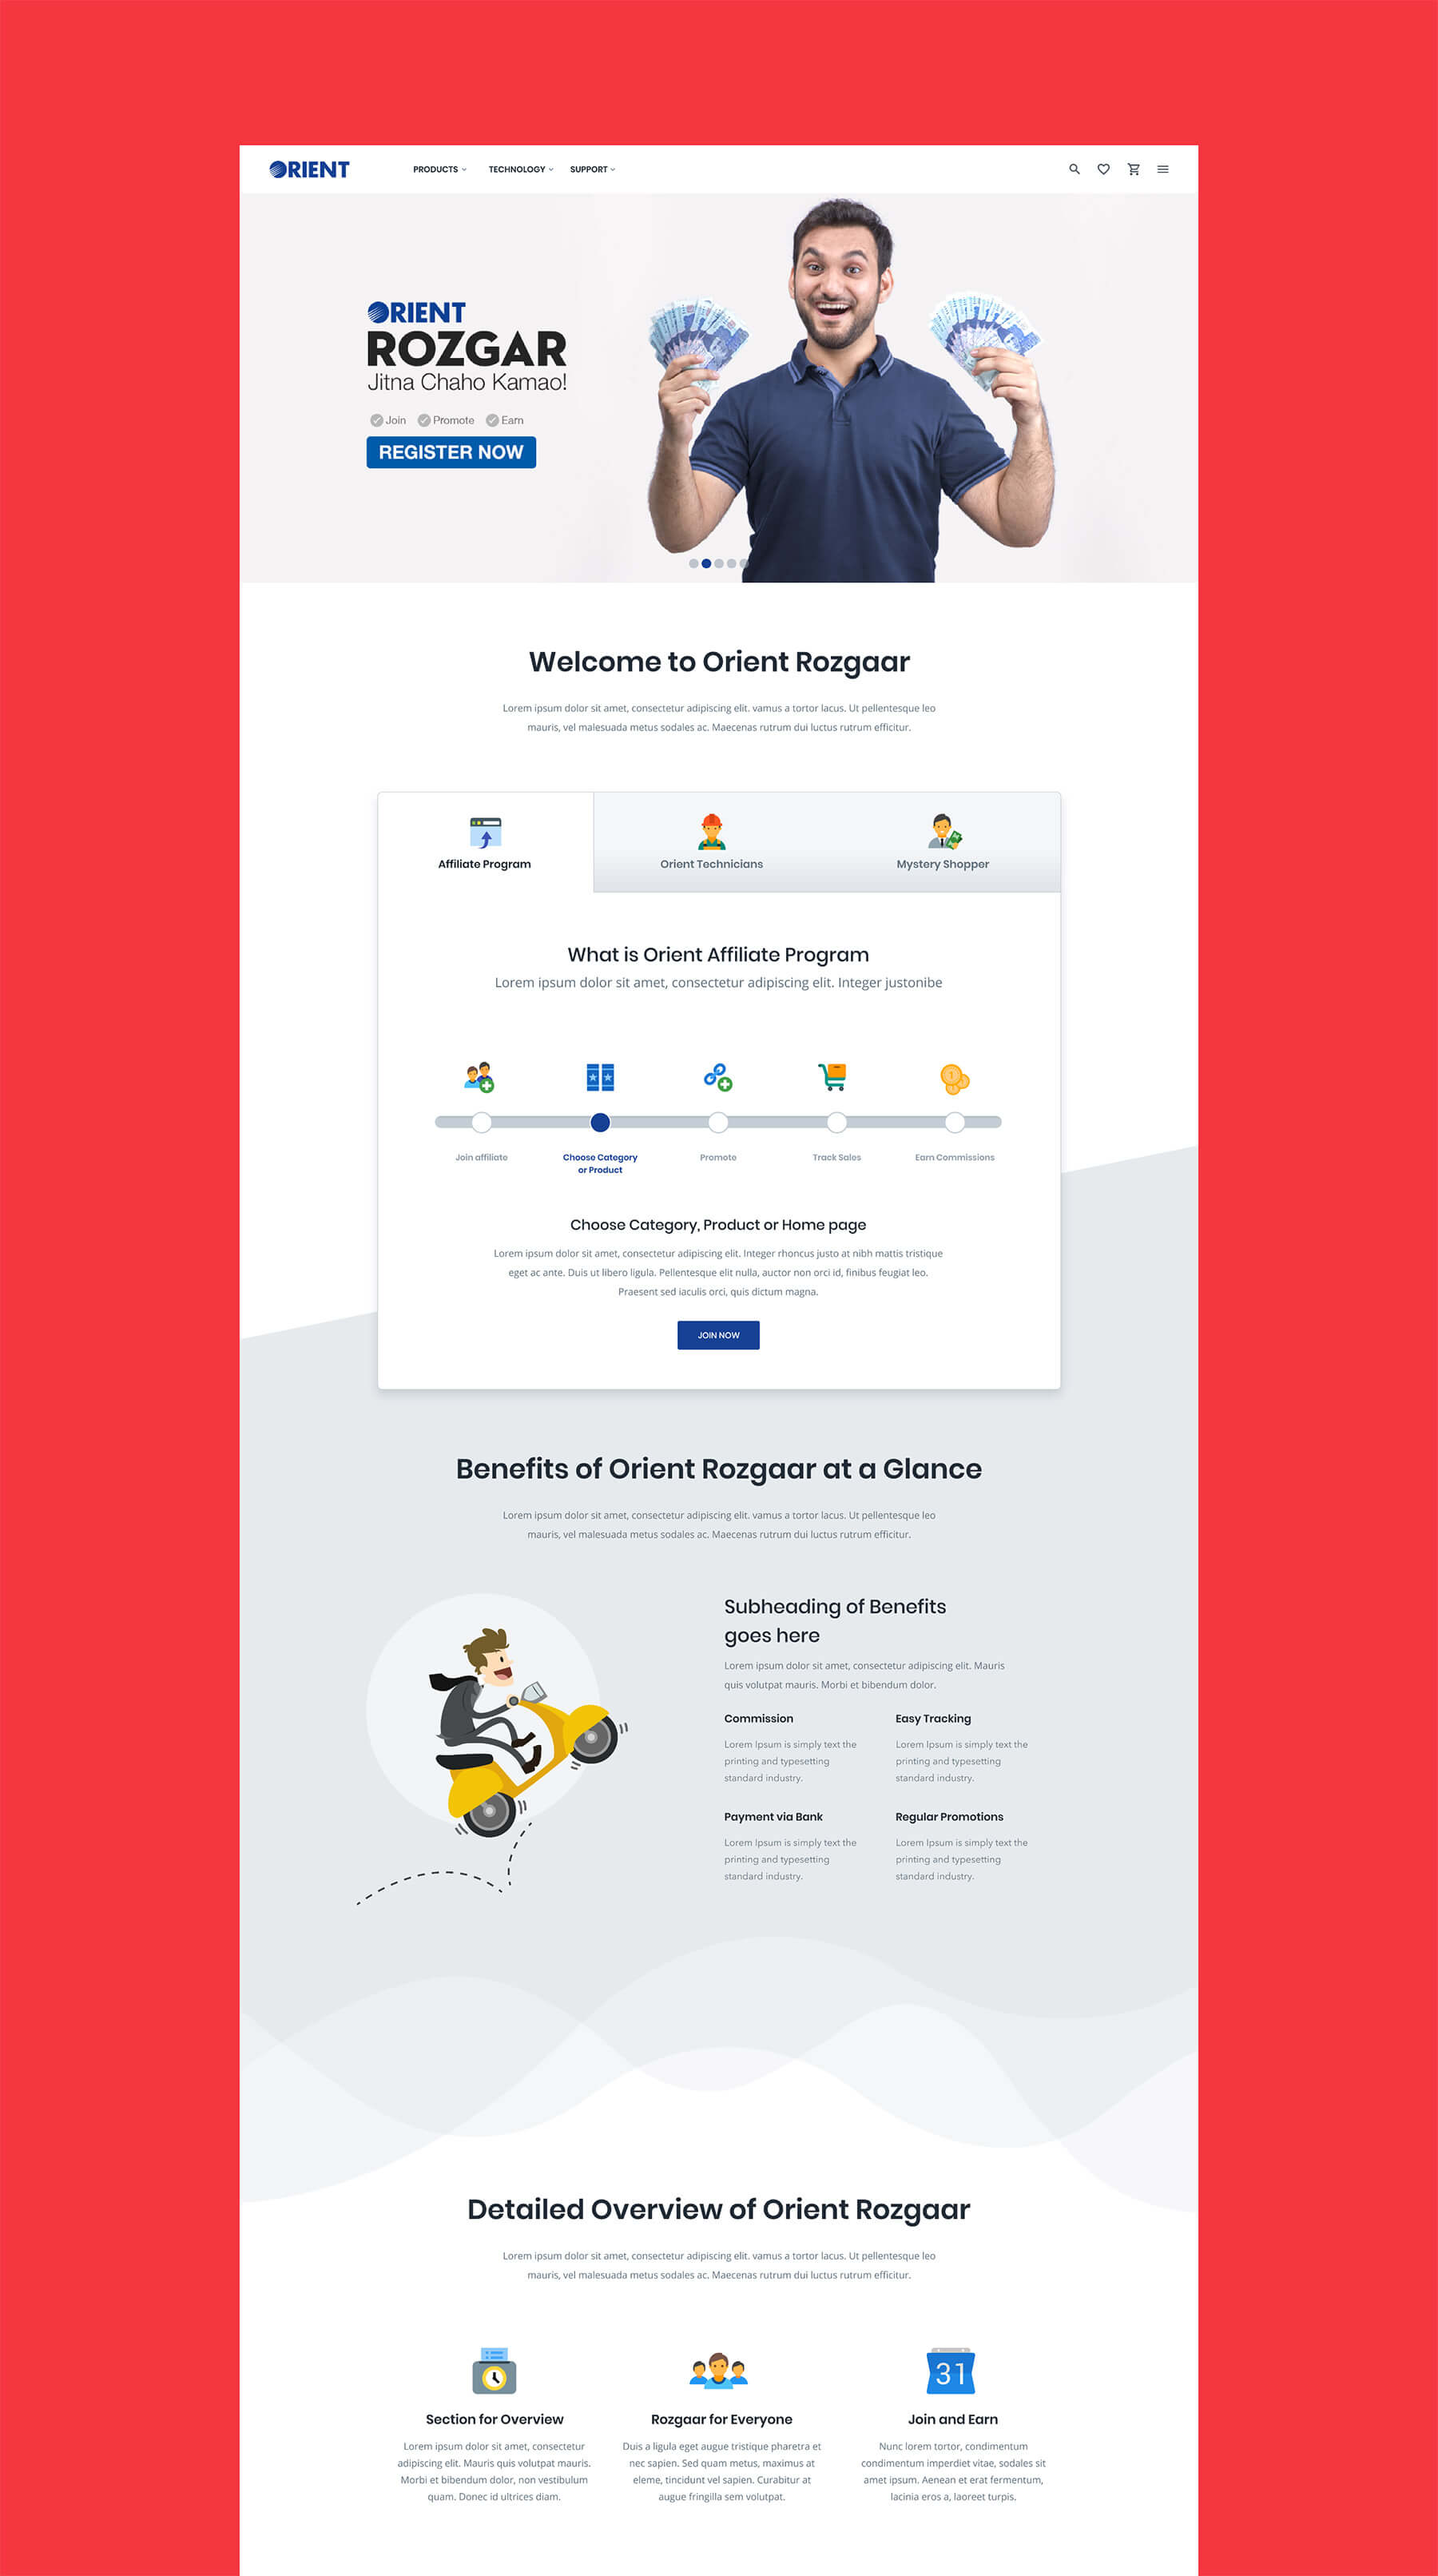 ORIENT
PRODUCTS TECHNOLOGY SUPPORT
ORIENT
ROZGAR
Jitna Chaho Kamao!
Join Promote Earn
REGISTER NOW
Welcome to Orient Rozgaar
Lorem ipsum dolor sit amet, consectetur adipiscing elit. vamus a tortor lacus. Ut pellentesque leo
mauris, vel malesuada metus sodales ac. Maecenas rutrum dui luctus rutrum efficitur.
Affiliate Program
Orient Technicians
Mystery Shopper
What is Orient Affiliate Program
Lorem ipsum dolor sit amet, consectetur adipiscing elit. Integer justonibe
Join affiliate
Choose Category
or Product
Promote
Track Sales
Earn Commissions
Choose Category, Product or Home page
Lorem ipsum dolor sit amet, consectetur adipiscing elit. Integer rhoncus justo at nibh mattis tristique
eget ac ante. Duis ut libero ligula. Pellentesque elit nulla, auctor non orci id, finibus feugiat leo.
Praesent sed iaculis orci, quis dictum magna.
JOIN NOW
Benefits of Orient Rozgaar at a Glance
Lorem ipsum dolor sit amet, consectetur adipiscing elit. vamus a tortor lacus. Ut pellentesque leo
mauris, vel malesuada metus sodales ac. Maecenas rutrum dui luctus rutrum efficitur.
Subheading of Benefits
goes here
Lorem ipsum dolor sit amet, consectetur adipiscing elit. Mauris
quis volutpat mauris. Morbi et bibendum dolor.
Commission
Lorem Ipsum is simply text the
printing and typesetting
standard industry.
Easy Tracking
Lorem Ipsum is simply text the
printing and typesetting
standard industry.
Payment via Bank
Lorem Ipsum is simply text the
printing and typesetting
standard industry.
Regular Promotions
Lorem Ipsum is simply text the
printing and typesetting
standard industry.
Detailed Overview of Orient Rozgaar
Lorem ipsum dolor sit amet, consectetur adipiscing elit. vamus a tortor lacus. Ut pellentesque leo
mauris, vel malesuada metus sodales ac. Maecenas rutrum dui luctus rutrum efficitur.
Section for Overview
Lorem ipsum dolor sit amet, consectetur
adipiscing elit. Mauris quis volutpat mauris.
Morbi et bibendum dolor, non vestibulum
quam. Donec id ultrices diam.
Rozgaar for Everyone
Duis a ligula eget augue tristique pharetra et
nec sapien. Sed quam metus, maximus at
eleme, tincidunt vel sapien. Curabitur at
augue fringilla sem volutpat.
31
Join and Earn
Nunc lorem tortor, condimentum
condimentum imperdiet vitae, sodales sit
amet ipsum. Aenean et erat fermentum,
lacinia eros a, laoreet turpis.